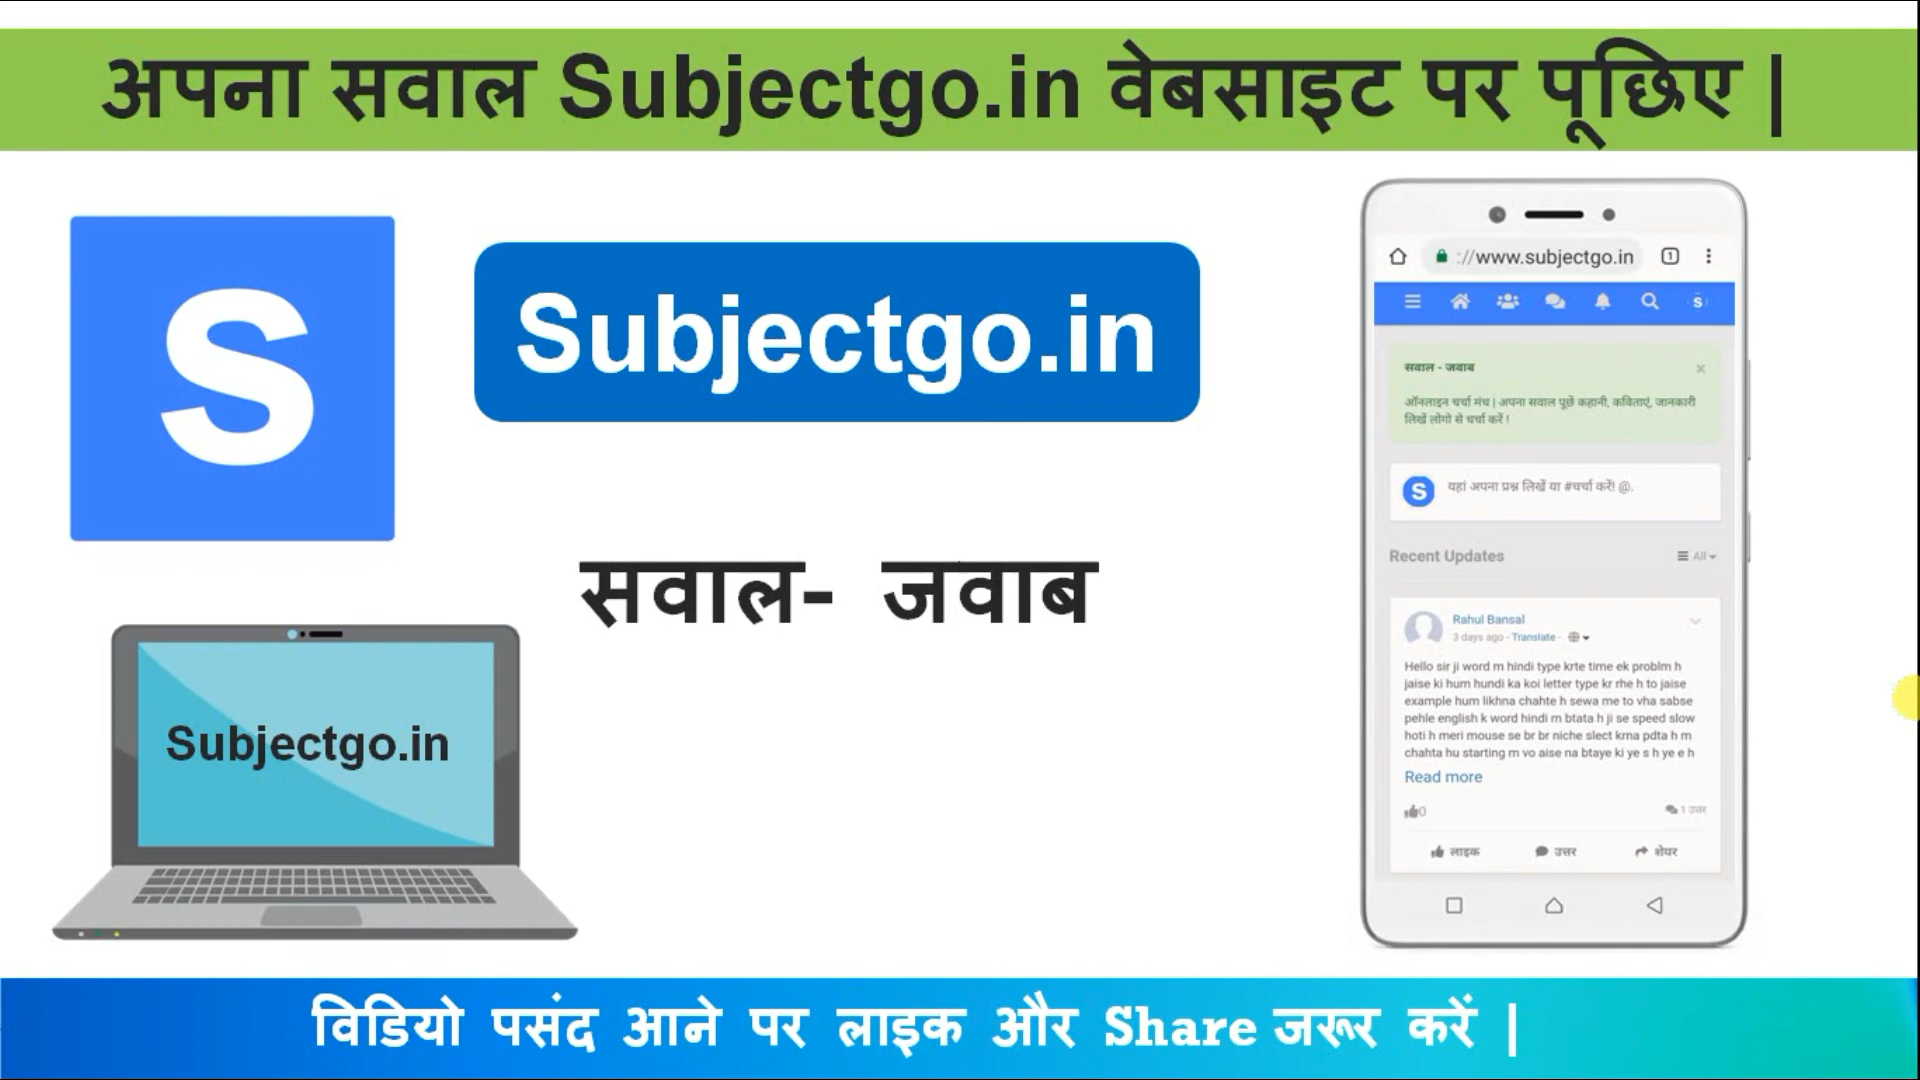 अपना सवाल Subjectgo.in वेबसाइट पर पूछिए |
S
Subjectgo.in
सवाल- जवाब
Subjectgo.in
://www.subjectgo.in
1
S
सवाल - जवाब
×
ऑनलाइन चर्चा मंच | अपना सवाल पूछें कहानी, कविताएं, जानकारी
लिखें लोगो से चर्चा करें !
S
यहां अपना प्रश्न लिखें या #चर्चा करें! @.
Recent Updates
All
Rahul Bansal
3 days ago - Translate -
Hello sir ji word m hindi type krte time ek problm h
jaise ki hum hundi ka koi letter type kr rhe h to jaise
example hum likhna chahte h sewa me to vha sabse
pehle english k word hindi m btata h ji se speed slow
hoti h meri mouse se br br niche slect krna pdta h m
chahta hu starting m vo aise na btaye ki ye s h ye e h
Read more
0
1 उत्तर
लाइक
उत्तर
शेयर
विडियो पसंद आने पर लाइक और Share जरूर करें |